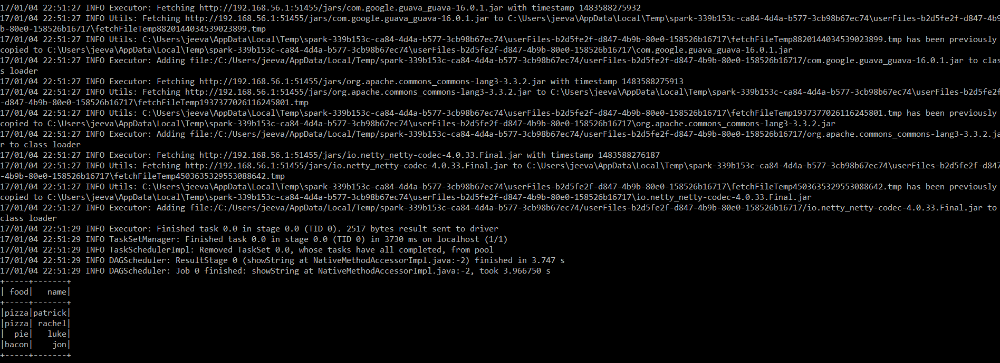 17/01/04 22:51:27 INFO Executor: Fetching http://192.168.56.1:51455/jars/com.google.guava_guava-16.0.1.jar with timestamp 1483588275932
17/01/04 22:51:27 INFO Utils: Fetching http://192.168.56.1:51455/jars/com.google.guava_guava-16.0.1.jar to C:\Users\jeeva\AppData\Local\Temp\spark-339b153c-ca84-4d4a-b577-3cb98b67ec74\userFiles-b2d5fe2f-d847-4b9
b-80e0-158526b16717\fetchFileTemp8820144034539023899.tmp
17/01/04 22:51:27 INFO Utils: C:\Users\jeeva\AppData\Local\Temp\spark-339b153c-ca84-4d4a-b577-3cb98b67ec74\userFiles-b2d5fe2f-d847-4b9b-80e0-158526b16717\fetchFileTemp8820144034539023899.tmp has been previously
copied to C:\Users\jeeva\AppData\Local\Temp\spark-339b153c-ca84-4d4a-b577-3cb98b67ec74\userFiles-b2d5fe2f-d847-4b9b-80e0-158526b16717\com.google.guava_guava-16.0.1.jar
17/01/04 22:51:27 INFO Executor: Adding file:/C:/Users/jeeva/AppData/Local/Temp/spark-339b153c-ca84-4d4a-b577-3cb98b67ec74/userFiles-b2d5fe2f-d847-4b9b-80e0-158526b16717/com.google.guava_guava-16.0.1.jar to clas
s loader
17/01/04 22:51:27 INFO Executor: Fetching http://192.168.56.1:51455/jars/org.apache.commons_commons-lang3-3.3.2.jar with timestamp 1483588275913
17/01/04 22:51:27 INFO Utils: Fetching http://192.168.56.1:51455/jars/org.apache.commons_commons-lang3-3.3.2.jar to C:\Users\jeeva\AppData\Local\Temp\spark-339b153c-ca84-4d4a-b577-3cb98b67ec74\userFiles-b2d5fe2f
-d847-4b9b-80e0-158526b16717\fetchFileTemp1937377026116245801.tmp
17/01/04 22:51:27 INFO Utils: C:\Users\jeeva\AppData\Local\Temp\spark-339b153c-ca84-4d4a-b577-3cb98b67ec74\userFiles-b2d5fe2f-d847-4b9b-80e0-158526b16717\fetchFileTemp1937377026116245801.tmp has been previously
copied to C:\Users\jeeva\AppData\Local\Temp\spark-339b153c-ca84-4d4a-b577-3cb98b67ec74\userFiles-b2d5fe2f-d847-4b9b-80e0-158526b16717\org.apache.commons_commons-lang3-3.3.2.jar
17/01/04 22:51:27 INFO Executor: Adding file:/C:/Users/jeeva/AppData/Local/Temp/spark-339b153c-ca84-4d4a-b577-3cb98b67ec74/userFiles-b2d5fe2f-d847-4b9b-80e0-158526b16717/org.apache.commons_commons-lang3-3.3.2.ja
r to class loader
17/01/04 22:51:27 INFO Executor: Fetching http://192.168.56.1:51455/jars/io.netty_netty-codec-4.0.33.Final.jar with timestamp 1483588276187
17/01/04 22:51:27 INFO Utils: Fetching http://192.168.56.1:51455/jars/io.netty_netty-codec-4.0.33.Final.jar to C:\Users\jeeva\AppData\Local\Temp\spark-339b153c-ca84-4d4a-b577-3cb98b67ec74\userFiles-b2d5fe2f-d847
-4b9b-80e0-158526b16717\fetchFileTemp4503635329553088642.tmp
17/01/04 22:51:27 INFO Utils: C:\Users\jeeva\AppData\Local\Temp\spark-339b153c-ca84-4d4a-b577-3cb98b67ec74\userFiles-b2d5fe2f-d847-4b9b-80e0-158526b16717\fetchFileTemp4503635329553088642.tmp has been previously
copied to C:\Users\jeeva\AppData\Local\Temp\spark-339b153c-ca84-4d4a-b577-3cb98b67ec74\userFiles-b2d5fe2f-d847-4b9b-80e0-158526b16717\io.netty_netty-codec-4.0.33.Final.jar
17/01/04 22:51:27 INFO Executor: Adding file:/C:/Users/jeeva/AppData/Local/Temp/spark-339b153c-ca84-4d4a-b577-3cb98b67ec74/userFiles-b2d5fe2f-d847-4b9b-80e0-158526b16717/io.netty_netty-codec-4.0.33.Final.jar to
class loader
17/01/04 22:51:29 INFO Executor: Finished task 0.0 in stage 0.0 (TID 0). 2517 bytes result sent to driver
17/01/04 22:51:29 INFO TaskSetManager: Finished task 0.0 in stage 0.0 (TID 0) in 3730 ms on localhost (1/1)
17/01/04 22:51:29 INFO TaskSchedulerImpl: Removed TaskSet 0.0, whose tasks have all completed, from pool
17/01/04 22:51:29 INFO DAGScheduler: ResultStage 0 (showString at NativeMethodAccessorImpl.java:-2) finished in 3.747 s
17/01/04 22:51:29 INFO DAGScheduler: Job 0 finished: showString at NativeMethodAccessorImpl.java:-2, took 3.966750 s
+-----+-------+
| food|   name|
+-----+-------+
|pizza|patrick|
|pizza| rachel|
|  pie|   luke|
|bacon|    jon|
+-----+-------+